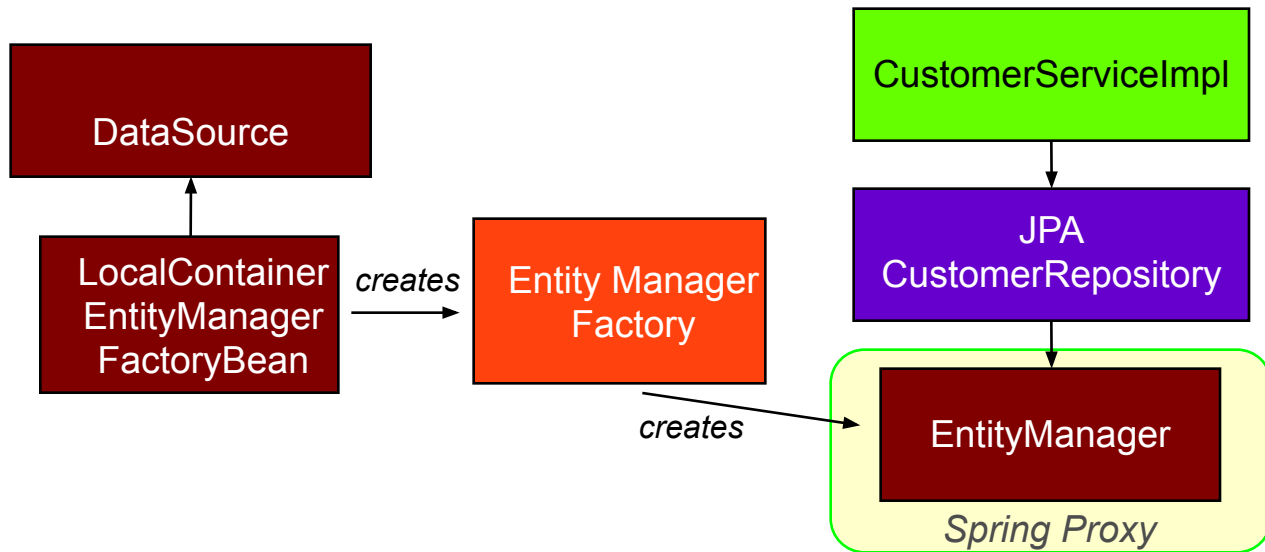 DataSource
LocalContainer
EntityManager
FactoryBean
creates
Entity Manager
Factory
creates
CustomerServiceImpl
JPA
CustomerRepository
EntityManager
Spring Proxy